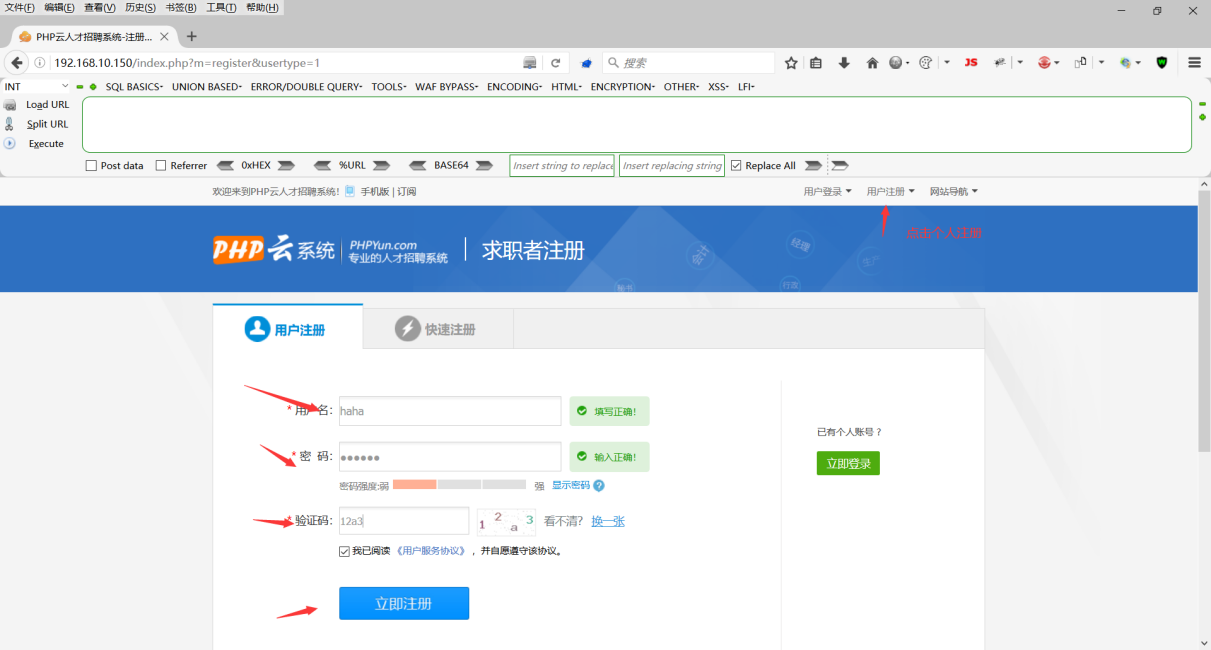 文件(F) 编辑(E) 查看(V) 历史(S) 书签(B) 工具(T) 帮助(H)
PHP云人才招聘系统-注册...
192.168.10.150/index.php?m=register&usertype=1
搜索
JS
INT
SQL BASICS UNION BASED ERROR/DOUBLE QUERY TOOLS WAF BYPASS ENCODING HTML ENCRYPTION OTHER XSS LFI
Load URL
Split URL
Execute
Post data Referrer 0xHEX %URL BASE64 Insert string to replace Insert replacing string Replace All
欢迎来到PHP云人才招聘系统! 手机版 | 订阅
用户登录 用户注册 网站导航
点击个人注册
PHP云系统
PHPYun.com
专业的人才招聘系统
求职者注册
经理
生产
行政
用户注册 快速注册
* 用户名: haha 填写正确!
* 密 码: ●●●●●● 输入正确!
密码强度:弱 强 显示密码 ?
* 验证码: 12a3 1 2 a 3 看不清? 换一张
我已阅读 《用户服务协议》 ,并自愿遵守该协议。
立即注册
已有个人账号?
立即登录